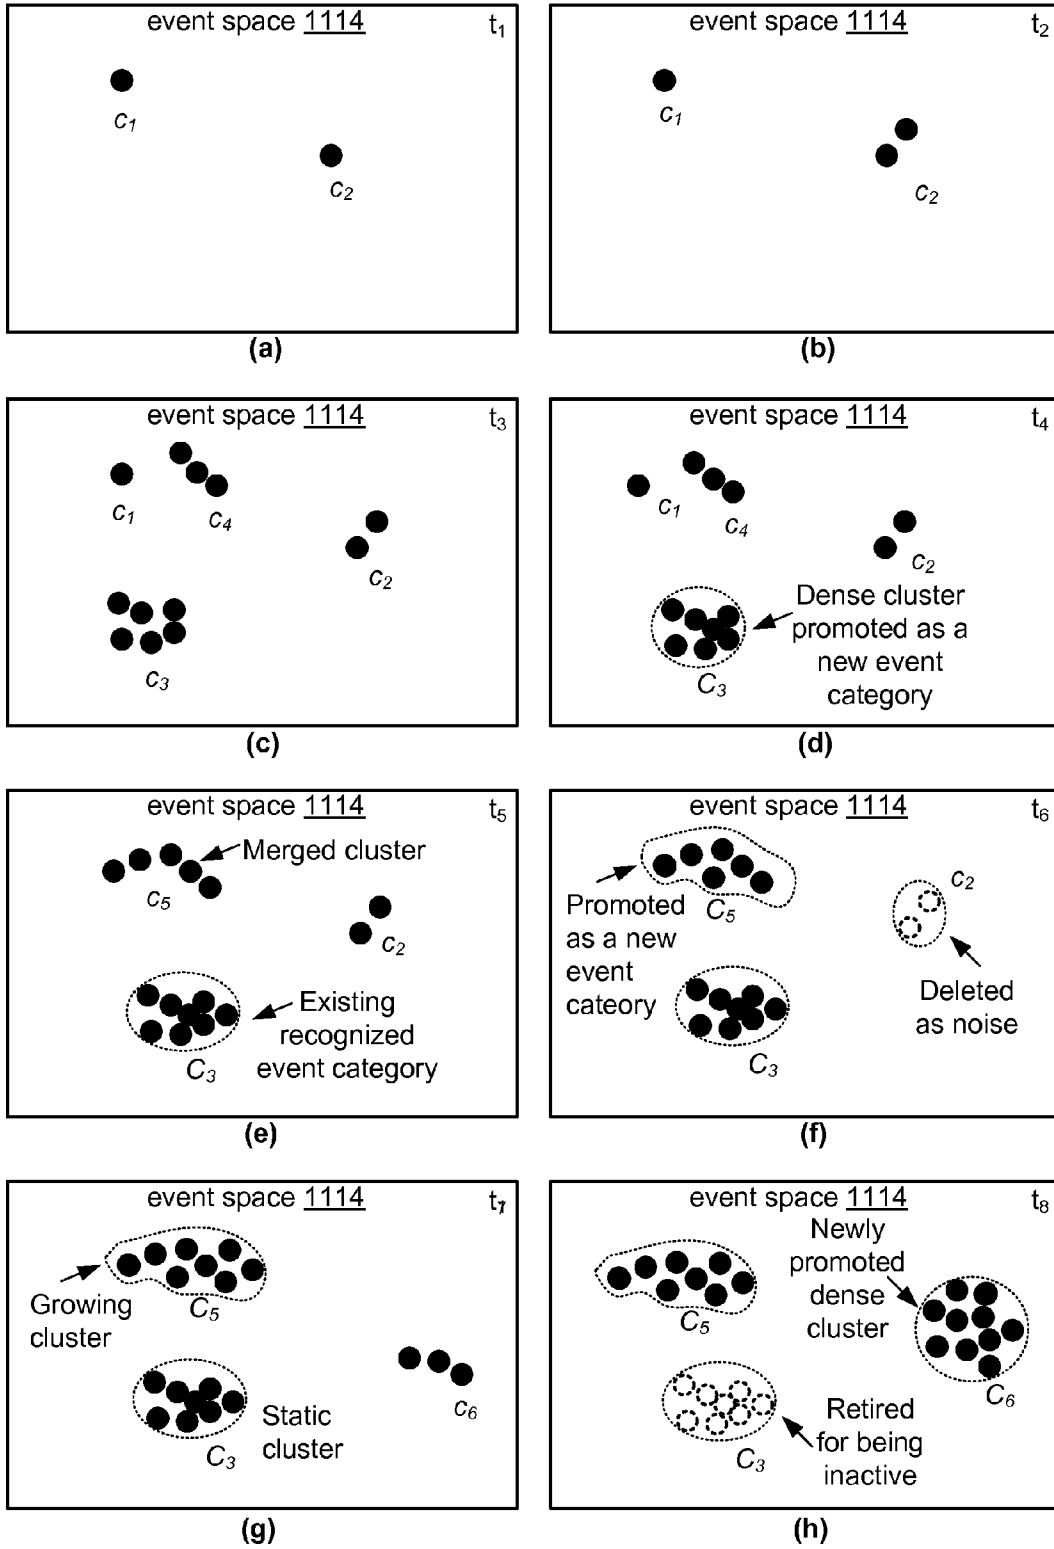 event space 1114 t1
c1
c2
(a)
event space 1114 t2
c1
c2
(b)
event space 1114 t3
c1
c4
c2
c3
(c)
event space 1114 t4
c1
c4
c2
Dense cluster
promoted as a
new event
category
C3
(d)
event space 1114 t5
Merged cluster
c5
c2
Existing
recognized
event category
C3
(e)
event space 1114 t6
c2
Promoted
as a new
event
cateory
C5
Deleted
as noise
C3
(f)
event space 1114 t7
Growing
cluster
C5
c6
Static
cluster
C3
(g)
event space 1114 t8
Newly
promoted
dense
cluster
C5
C6
Retired
for being
inactive
C3
(h)